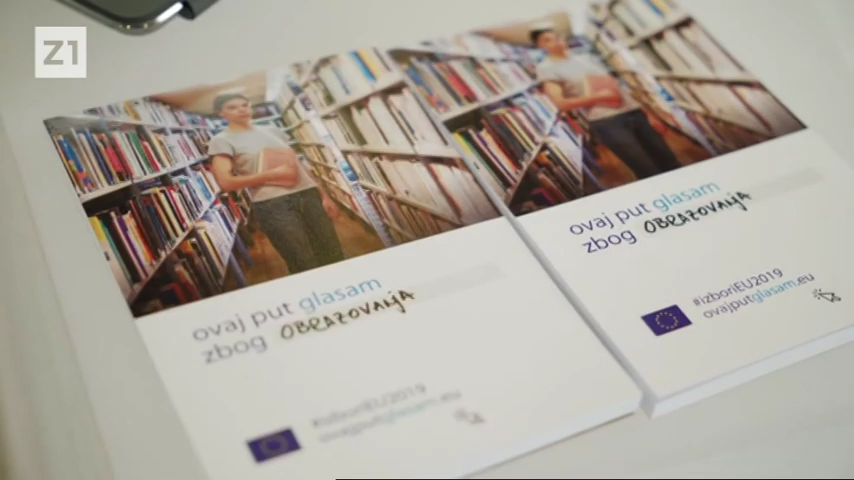 Z1
ovaj put glasam
zbog OBRAZOVANJA
#izboriEU2019
ovajputglasam.eu
ovaj put glasam
zbog OBRAZOVANJA
#izboriEU2019
ovajputglasam.eu